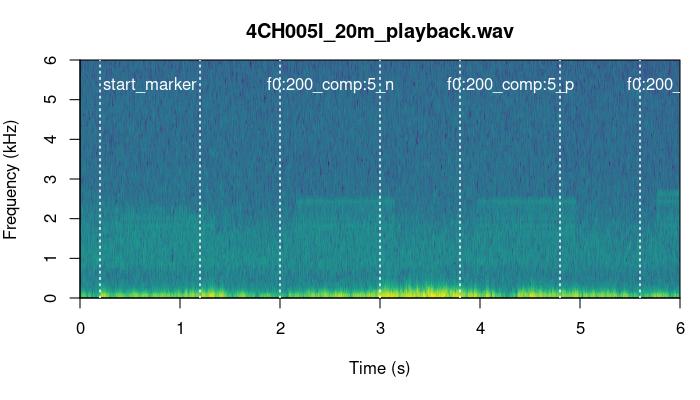 4CH005I_20m_playback.wav
start_marker
f0:200_comp:5_n
f0:200_comp:5_p
f0:200_
Frequency (kHz)
6
5
4
3
2
1
0
0 1 2 3 4 5 6
Time (s)